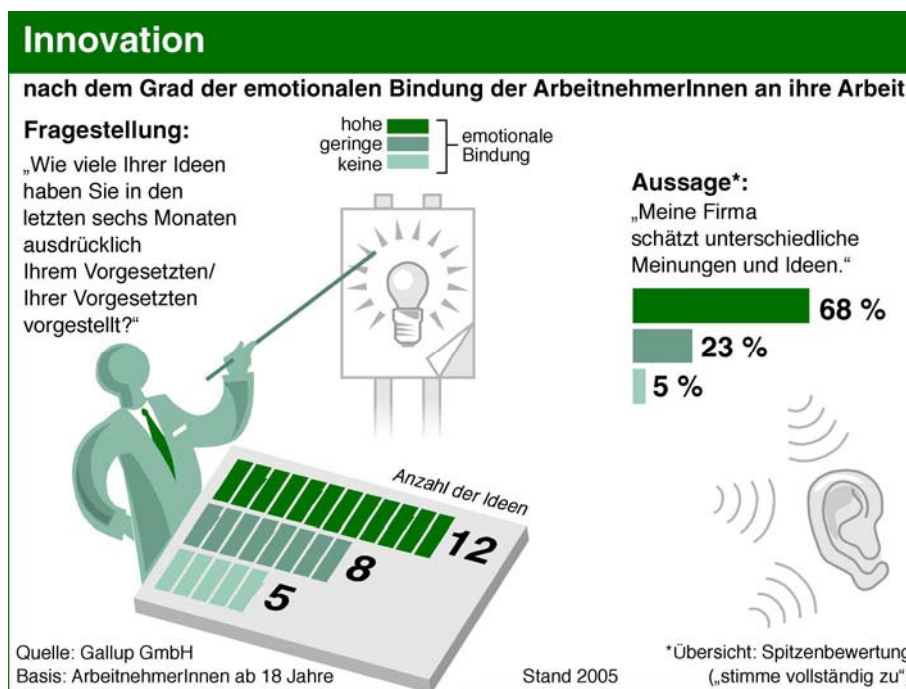 Innovation
nach dem Grad der emotionalen Bindung der ArbeitnehmerInnen an ihre Arbeit
Fragestellung:
„Wie viele Ihrer Ideen
haben Sie in den
letzten sechs Monaten
ausdrücklich
Ihrem Vorgesetzten/
Ihrer Vorgesetzten
vorgestellt?“
hohe
geringe
keine
emotionale
Bindung
Aussage*:
„Meine Firma
schätzt unterschiedliche
Meinungen und Ideen.“
68 %
23 %
5 %
Anzahl der Ideen
12
8
5
Quelle: Gallup GmbH
Basis: ArbeitnehmerInnen ab 18 Jahre
Stand 2005
*Übersicht: Spitzenbewertung
(„stimme vollständig zu“